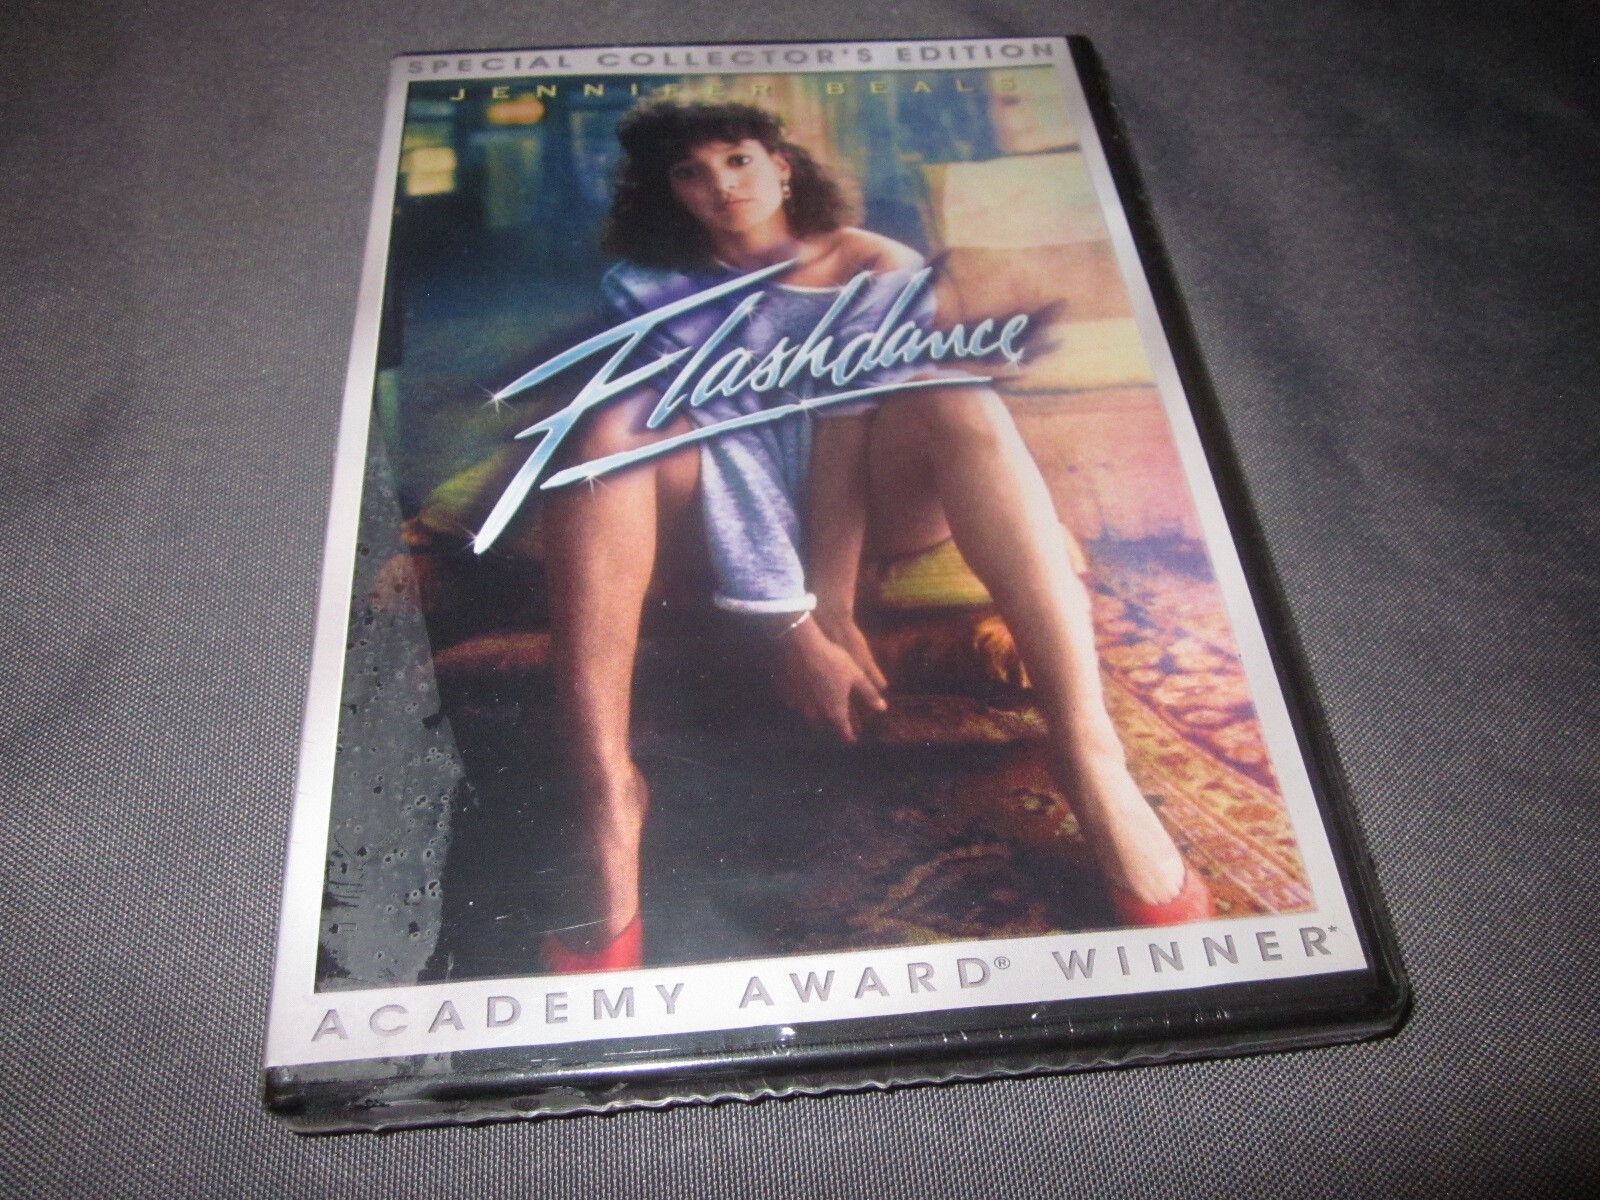 SPECIAL COLLECTOR'S EDITION
JENNIFER BEALS
Flashdance
ACADEMY AWARD® WINNER*